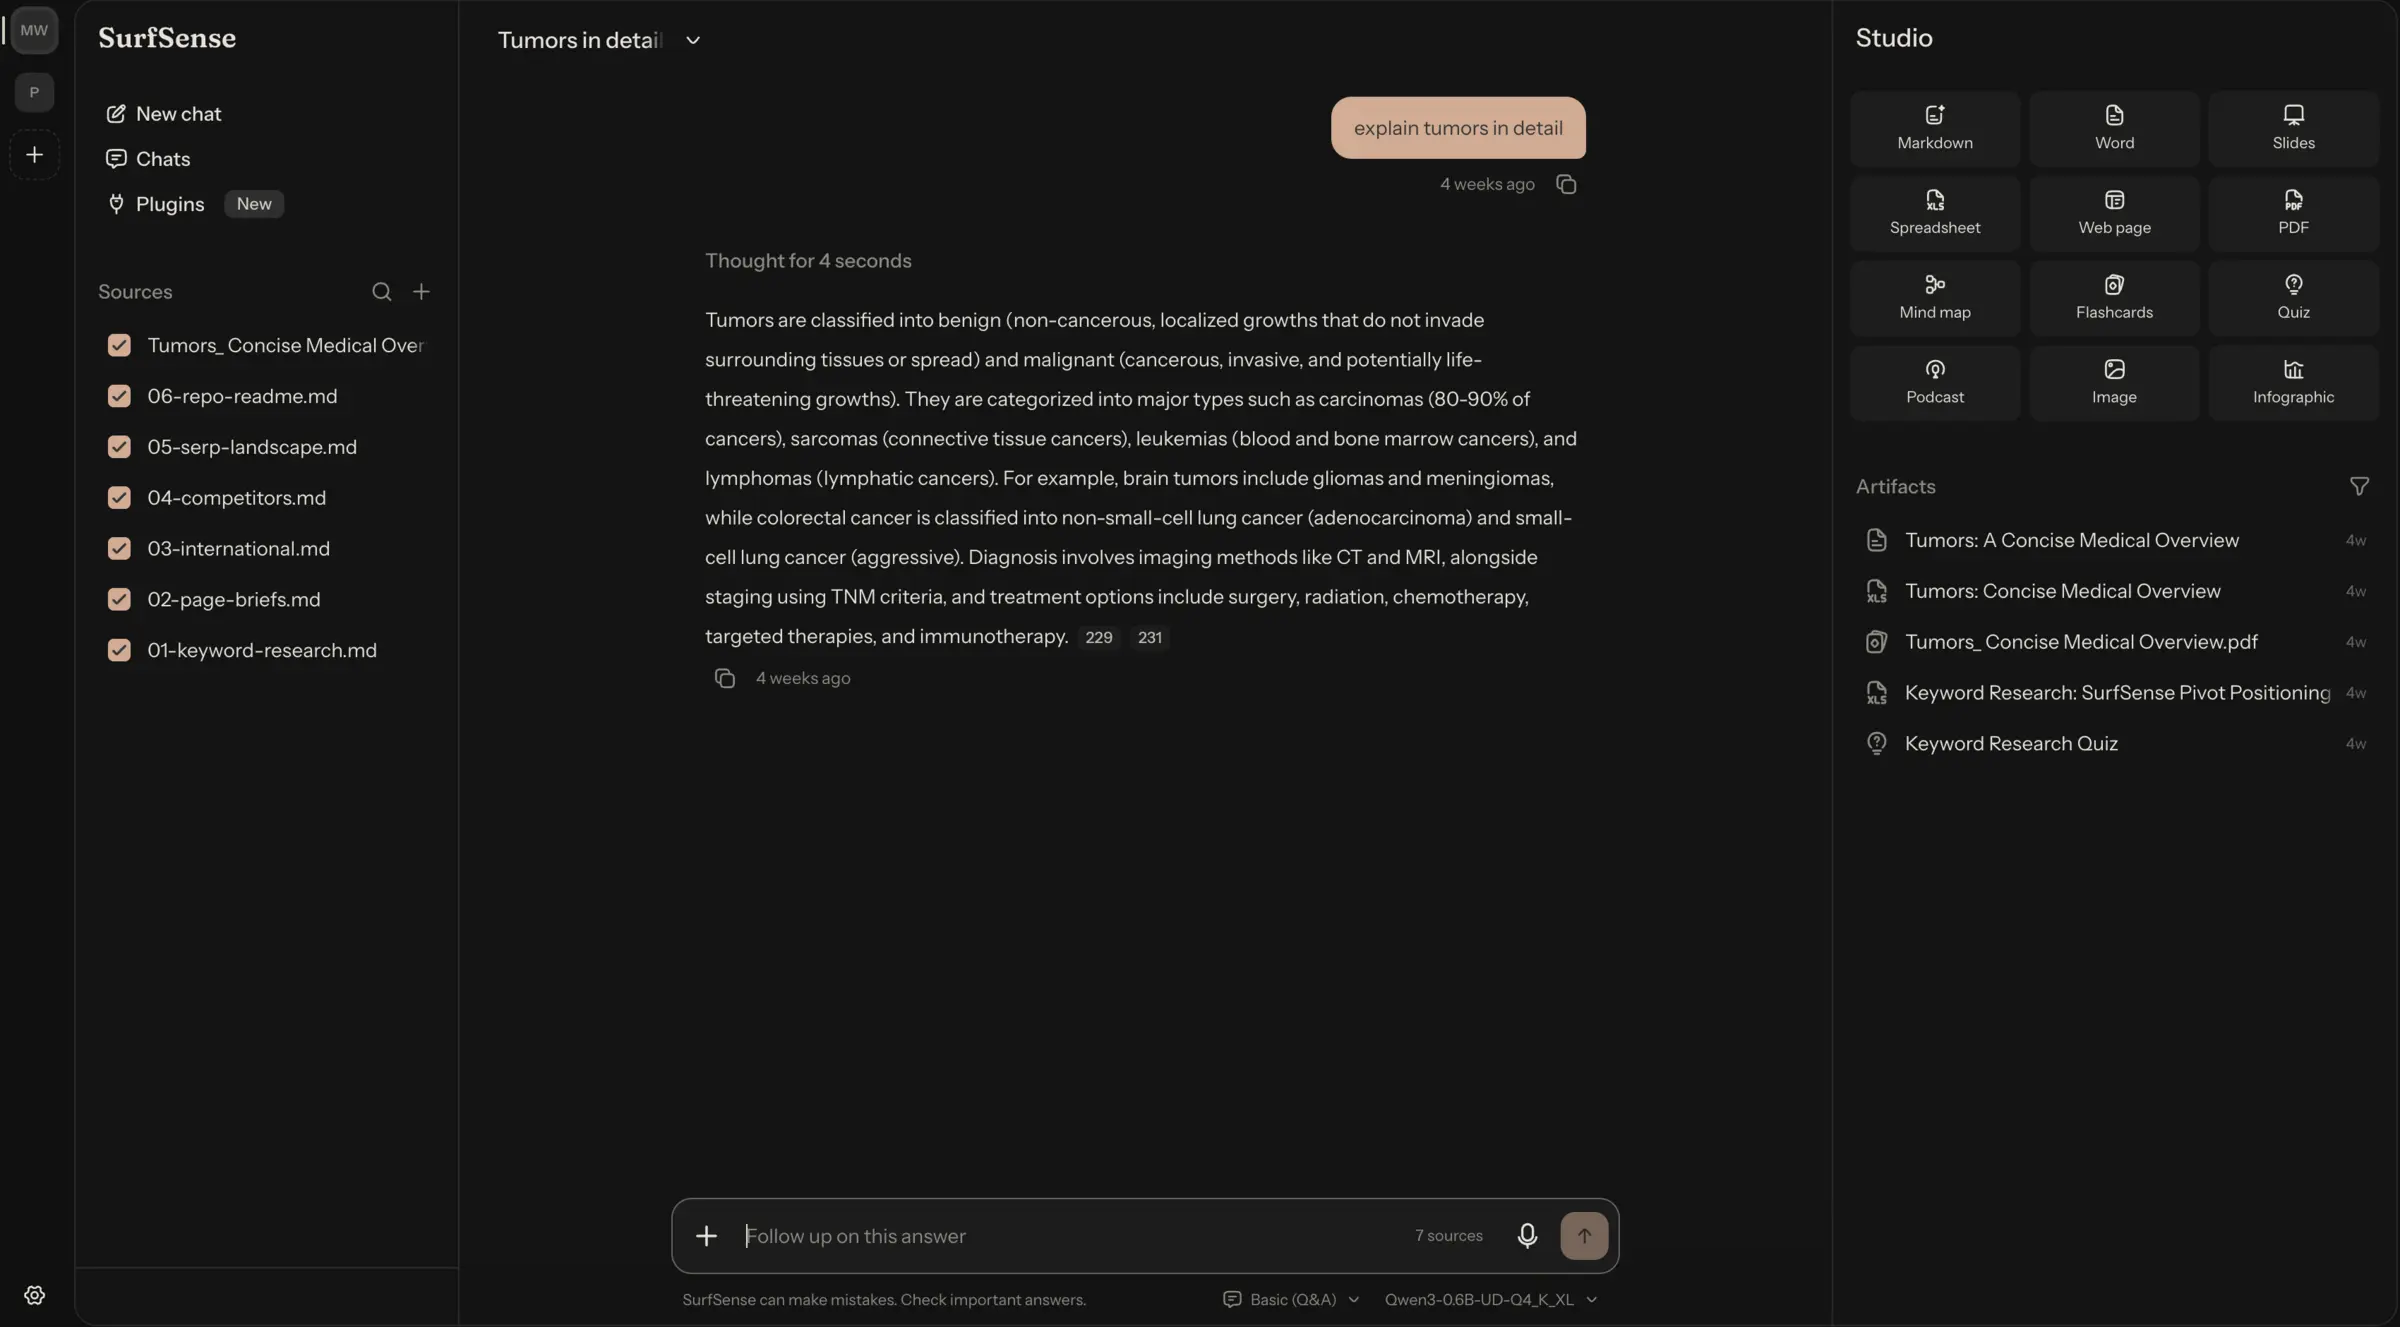 MW
P
SurfSense
New chat
Chats
Plugins New
Sources
Tumors_ Concise Medical Over
06-repo-readme.md
05-serp-landscape.md
04-competitors.md
03-international.md
02-page-briefs.md
01-keyword-research.md
Tumors in detail
explain tumors in detail
4 weeks ago
Thought for 4 seconds
Tumors are classified into benign (non-cancerous, localized growths that do not invade
surrounding tissues or spread) and malignant (cancerous, invasive, and potentially life-
threatening growths). They are categorized into major types such as carcinomas (80-90% of
cancers), sarcomas (connective tissue cancers), leukemias (blood and bone marrow cancers), and
lymphomas (lymphatic cancers). For example, brain tumors include gliomas and meningiomas,
while colorectal cancer is classified into non-small-cell lung cancer (adenocarcinoma) and small-
cell lung cancer (aggressive). Diagnosis involves imaging methods like CT and MRI, alongside
staging using TNM criteria, and treatment options include surgery, radiation, chemotherapy,
targeted therapies, and immunotherapy. 229 231
4 weeks ago
Follow up on this answer
7 sources
SurfSense can make mistakes. Check important answers.
Basic (Q&A)
Qwen3-0.6B-UD-Q4_K_XL
Studio
Markdown
Word
Slides
XLS
Spreadsheet
Web page
PDF
PDF
Mind map
Flashcards
Quiz
Podcast
Image
Infographic
Artifacts
Tumors: A Concise Medical Overview 4w
XLS
Tumors: Concise Medical Overview 4w
Tumors_ Concise Medical Overview.pdf 4w
XLS
Keyword Research: SurfSense Pivot Positioning 4w
Keyword Research Quiz 4w